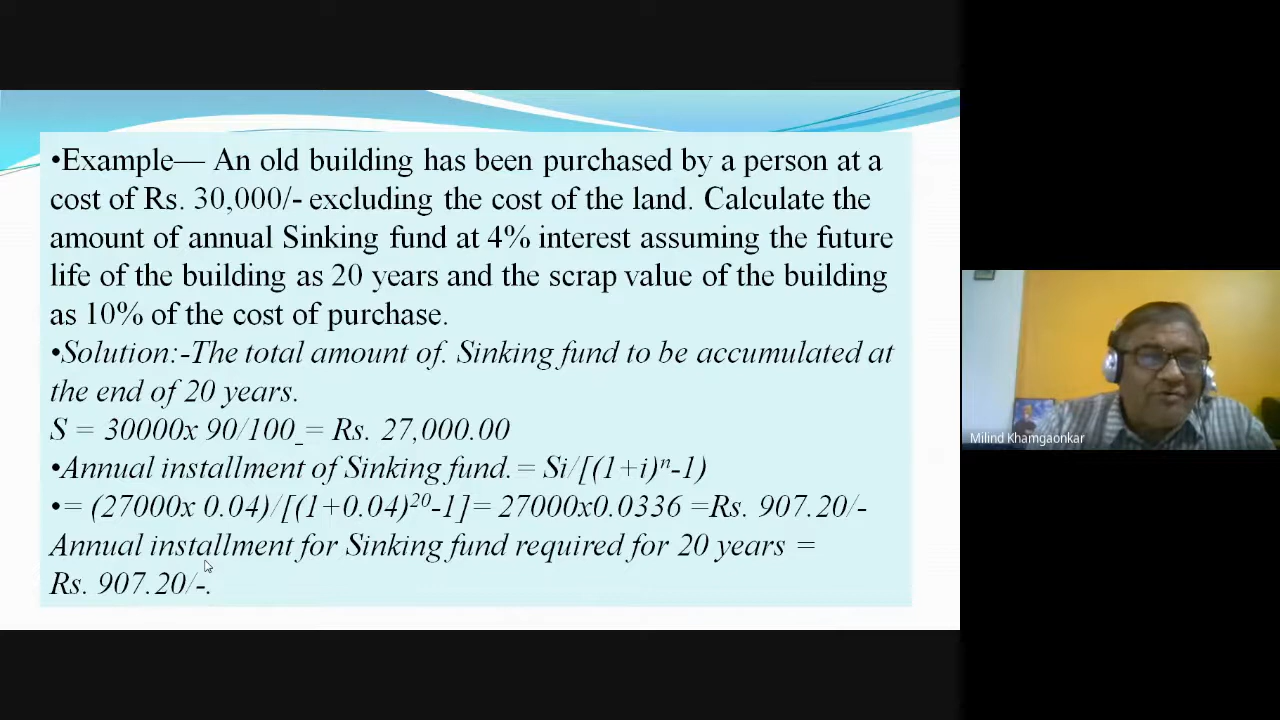 •Example— An old building has been purchased by a person at a
cost of Rs. 30,000/- excluding the cost of the land. Calculate the
amount of annual Sinking fund at 4% interest assuming the future
life of the building as 20 years and the scrap value of the building
as 10% of the cost of purchase.
•Solution:-The total amount of. Sinking fund to be accumulated at
the end of 20 years.
S = 30000x 90/100_= Rs. 27,000.00
•Annual installment of Sinking fund.= Si/[(1+i)ⁿ-1)
•= (27000x 0.04)/[(1+0.04)²⁰-1]= 27000x0.0336 =Rs. 907.20/-
Annual installment for Sinking fund required for 20 years =
Rs. 907.20/-.
Milind Khamgaonkar